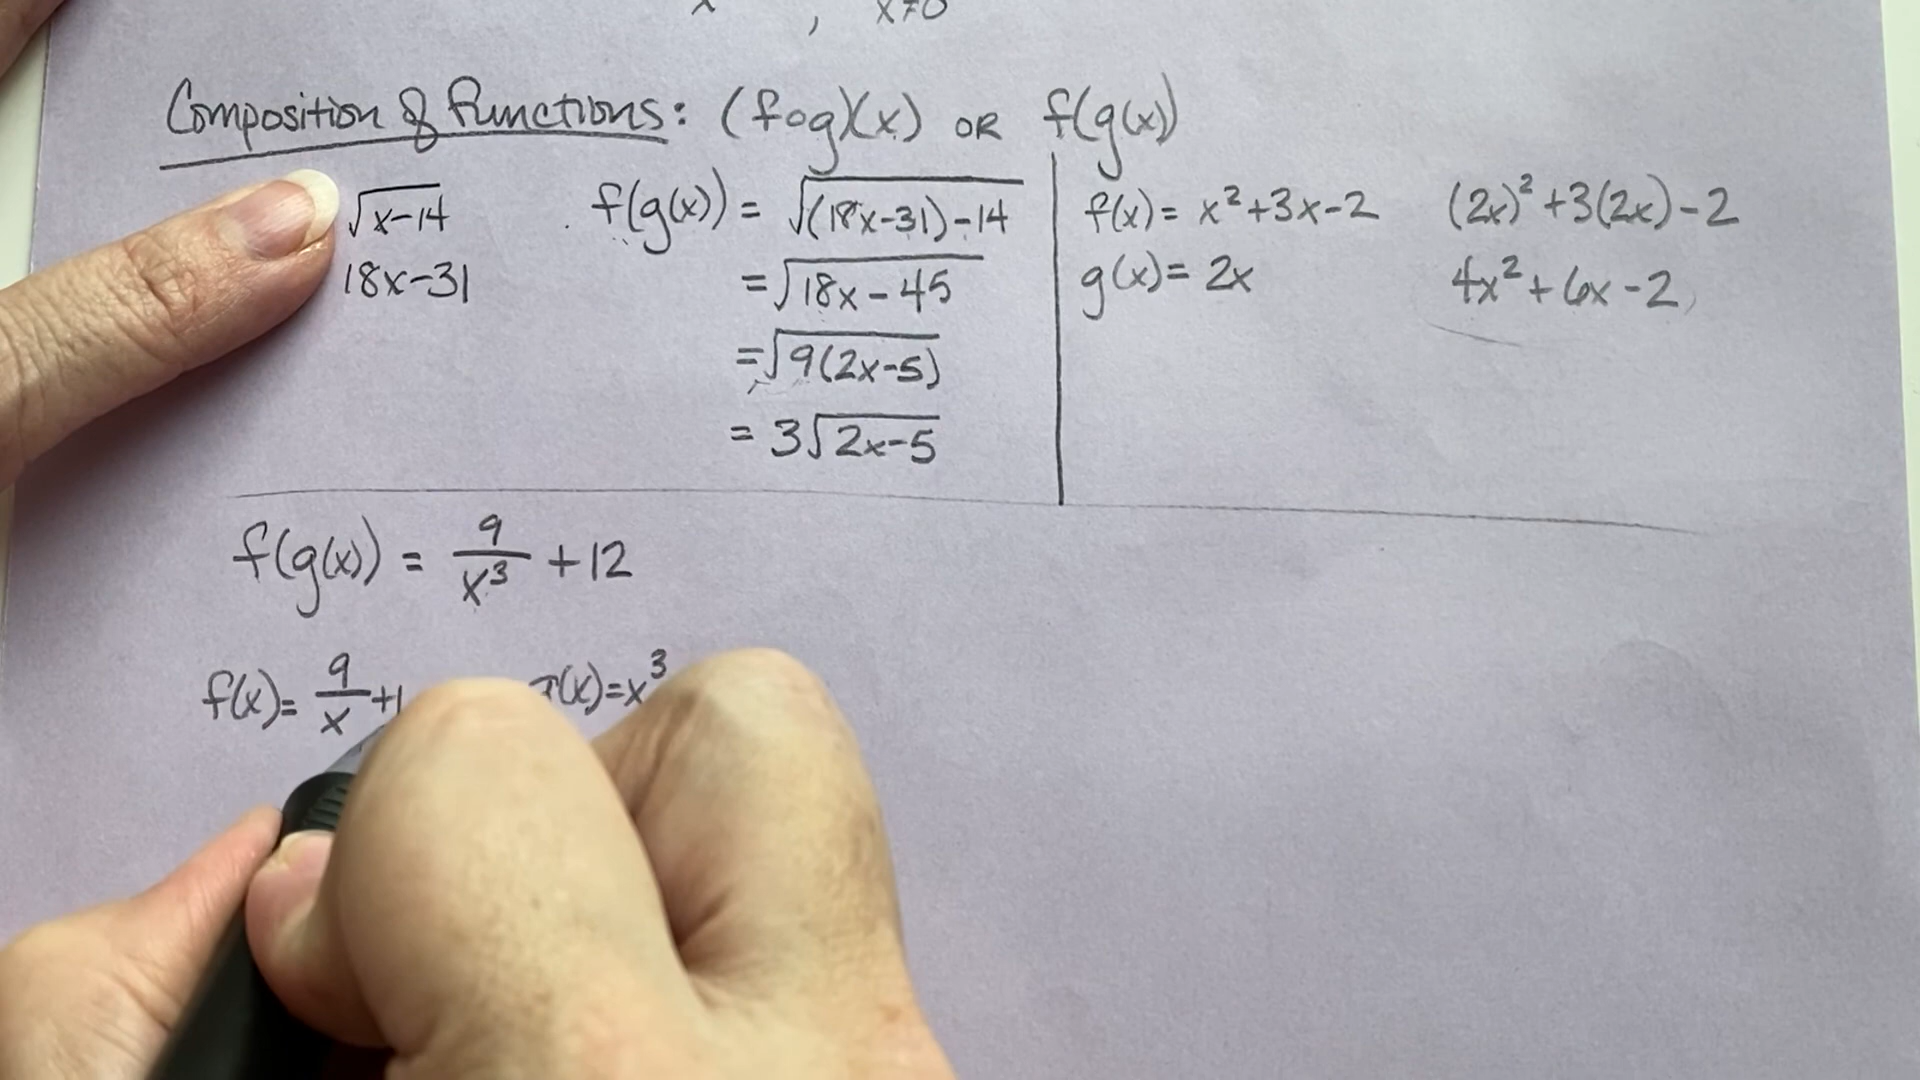 x , x≠0
Composition of Functions: (f∘g)(x) OR f(g(x))
√(x-14)
18x-31
f(g(x)) = √((18x-31)-14)
= √(18x-45)
= √(9(2x-5))
= 3√(2x-5)
f(x) = x²+3x-2
g(x) = 2x
(2x)²+3(2x)-2
4x²+6x-2
f(g(x)) = 9/x³ +12
f(x) = 9/x +1
(x)=x³